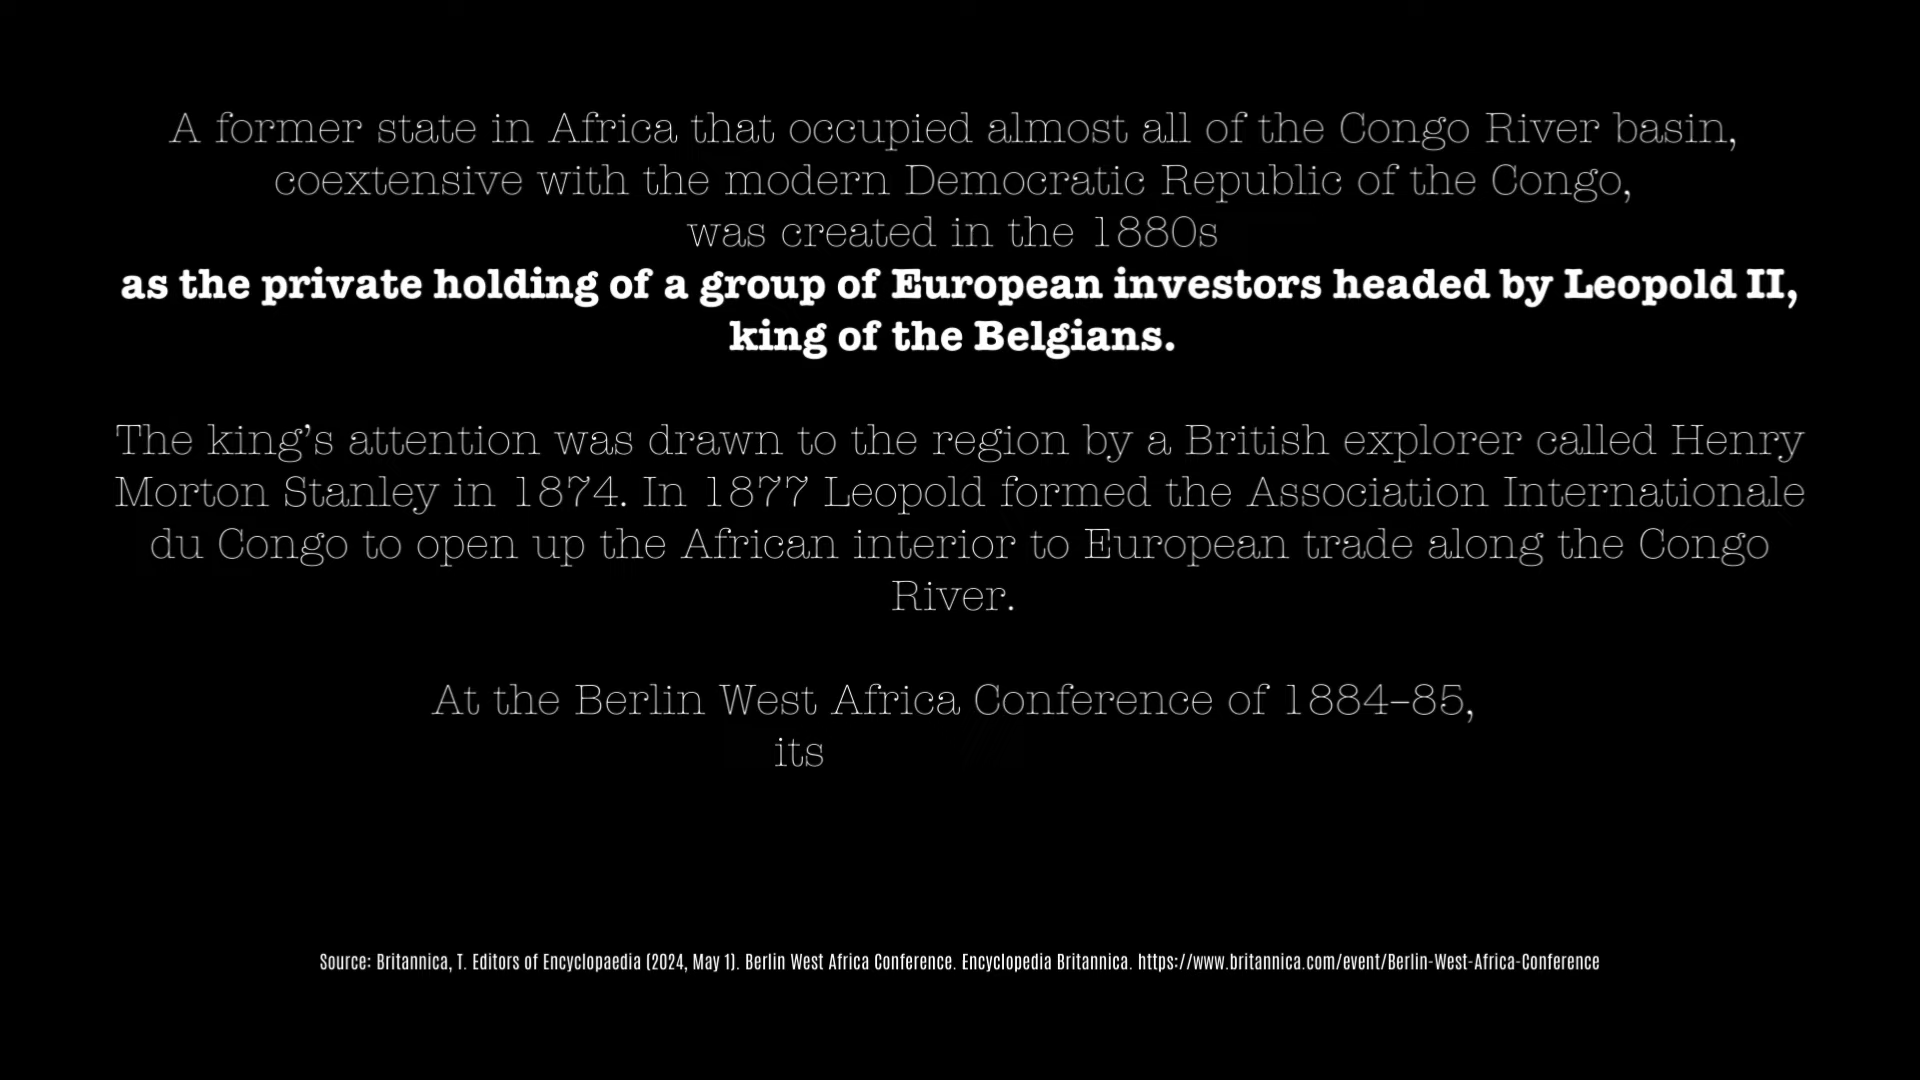 A former state in Africa that occupied almost all of the Congo River basin,
coextensive with the modern Democratic Republic of the Congo,
was created in the 1880s
as the private holding of a group of European investors headed by Leopold II,
king of the Belgians.
The king’s attention was drawn to the region by a British explorer called Henry
Morton Stanley in 1874. In 1877 Leopold formed the Association Internationale
du Congo to open up the African interior to European trade along the Congo
River.
At the Berlin West Africa Conference of 1884–85,
its
Source: Britannica, T. Editors of Encyclopaedia (2024, May 1). Berlin West Africa Conference. Encyclopedia Britannica. https://www.britannica.com/event/Berlin-West-Africa-Conference